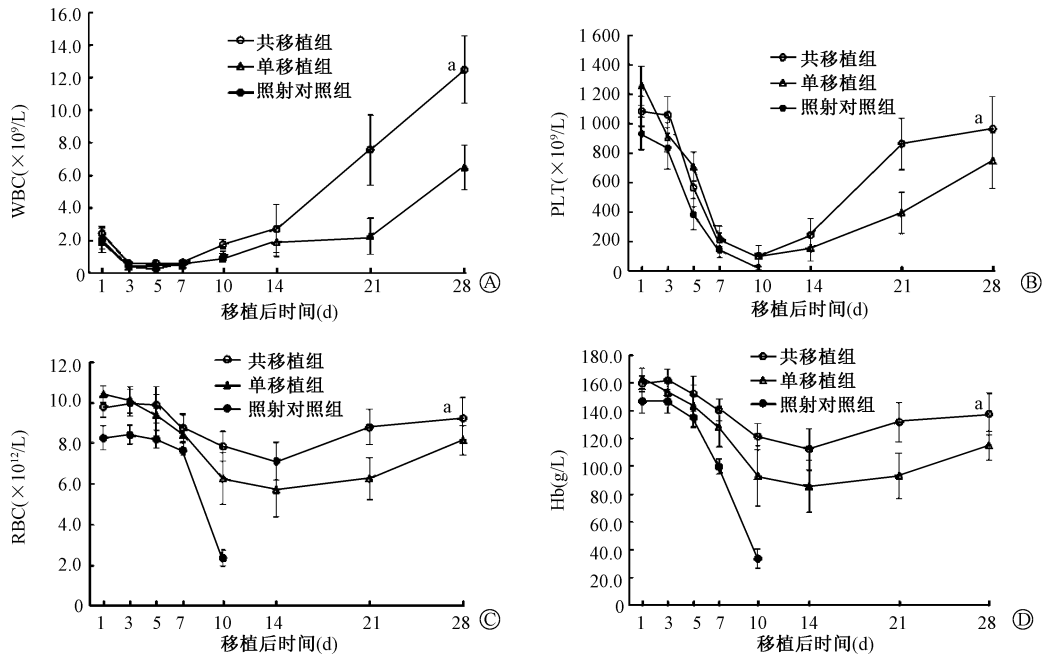 16.0
14.0
12.0
10.0
8.0
6.0
4.0
2.0
0
WBC(×10⁹/L)
共移植组
单移植组
照射对照组
a
1 3 5 7 10 14 21 28
移植后时间(d)
Ⓐ
1 600
1 400
1 200
1 000
800
600
400
200
0
PLT(×10⁹/L)
共移植组
单移植组
照射对照组
a
1 3 5 7 10 14 21 28
移植后时间(d)
Ⓑ
12.0
10.0
8.0
6.0
4.0
2.0
0
RBC(×10¹²/L)
共移植组
单移植组
照射对照组
a
1 3 5 7 10 14 21 28
移植后时间(d)
Ⓒ
180.0
160.0
140.0
120.0
100.0
80.0
60.0
40.0
20.0
0.0
Hb(g/L)
共移植组
单移植组
照射对照组
a
1 3 5 7 10 14 21 28
移植后时间(d)
Ⓓ